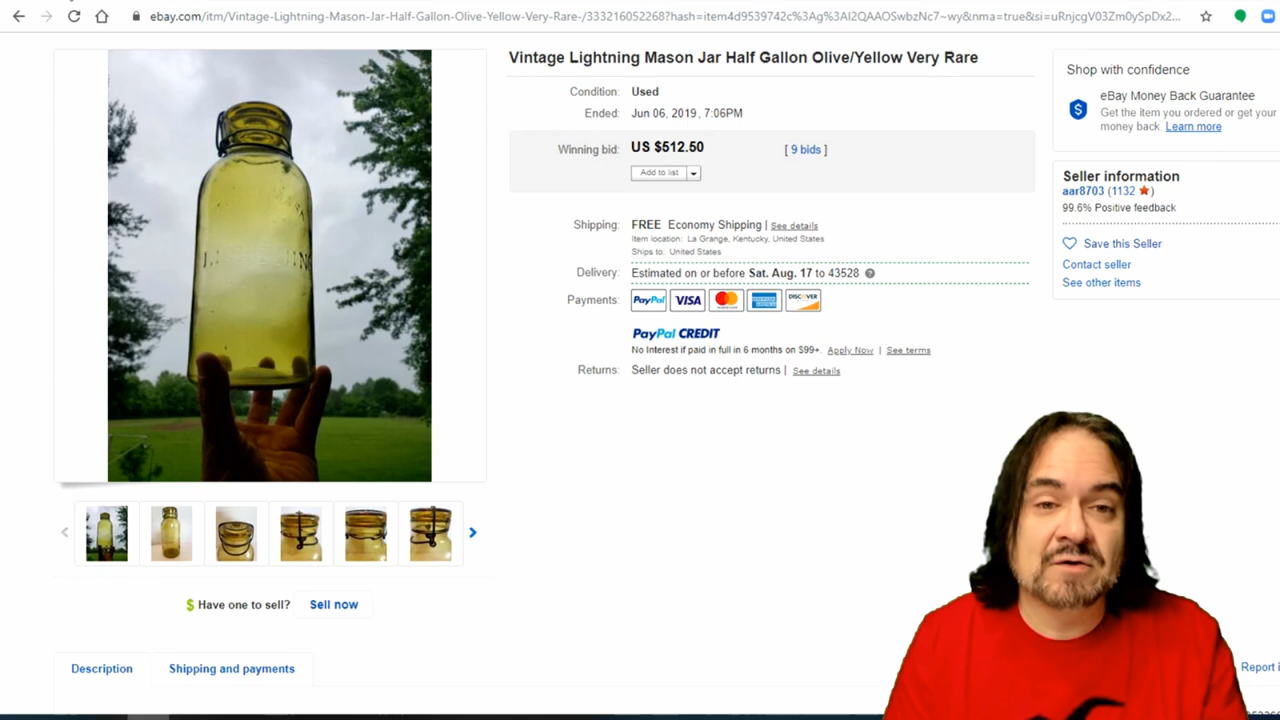 ebay.com/itm/Vintage-Lightning-Mason-Jar-Half-Gallon-Olive-Yellow-Very-Rare-/333216052268?hash=item4d9539742c%3Ag%3AI2QAAOSwbzNc7~wy&nma=true&si=uRnjcgV03Zm0ySpDx2...
Vintage Lightning Mason Jar Half Gallon Olive/Yellow Very Rare
Condition: Used
Ended: Jun 06, 2019 , 7:06PM
Winning bid: US $512.50 [ 9 bids ]
Add to list
Shipping: FREE Economy Shipping | See details
Item location: La Grange, Kentucky, United States
Ships to: United States
Delivery: Estimated on or before Sat. Aug. 17 to 43528
Payments: PayPal VISA MasterCard AMERICAN EXPRESS DISCOVER
PayPal CREDIT
No Interest if paid in full in 6 months on $99+. Apply Now | See terms
Returns: Seller does not accept returns | See details
Shop with confidence
eBay Money Back Guarantee
Get the item you ordered or get your
money back. Learn more
Seller information
aar8703 (1132 )
99.6% Positive feedback
Save this Seller
Contact seller
See other items
$ Have one to sell? Sell now
Description Shipping and payments
Report